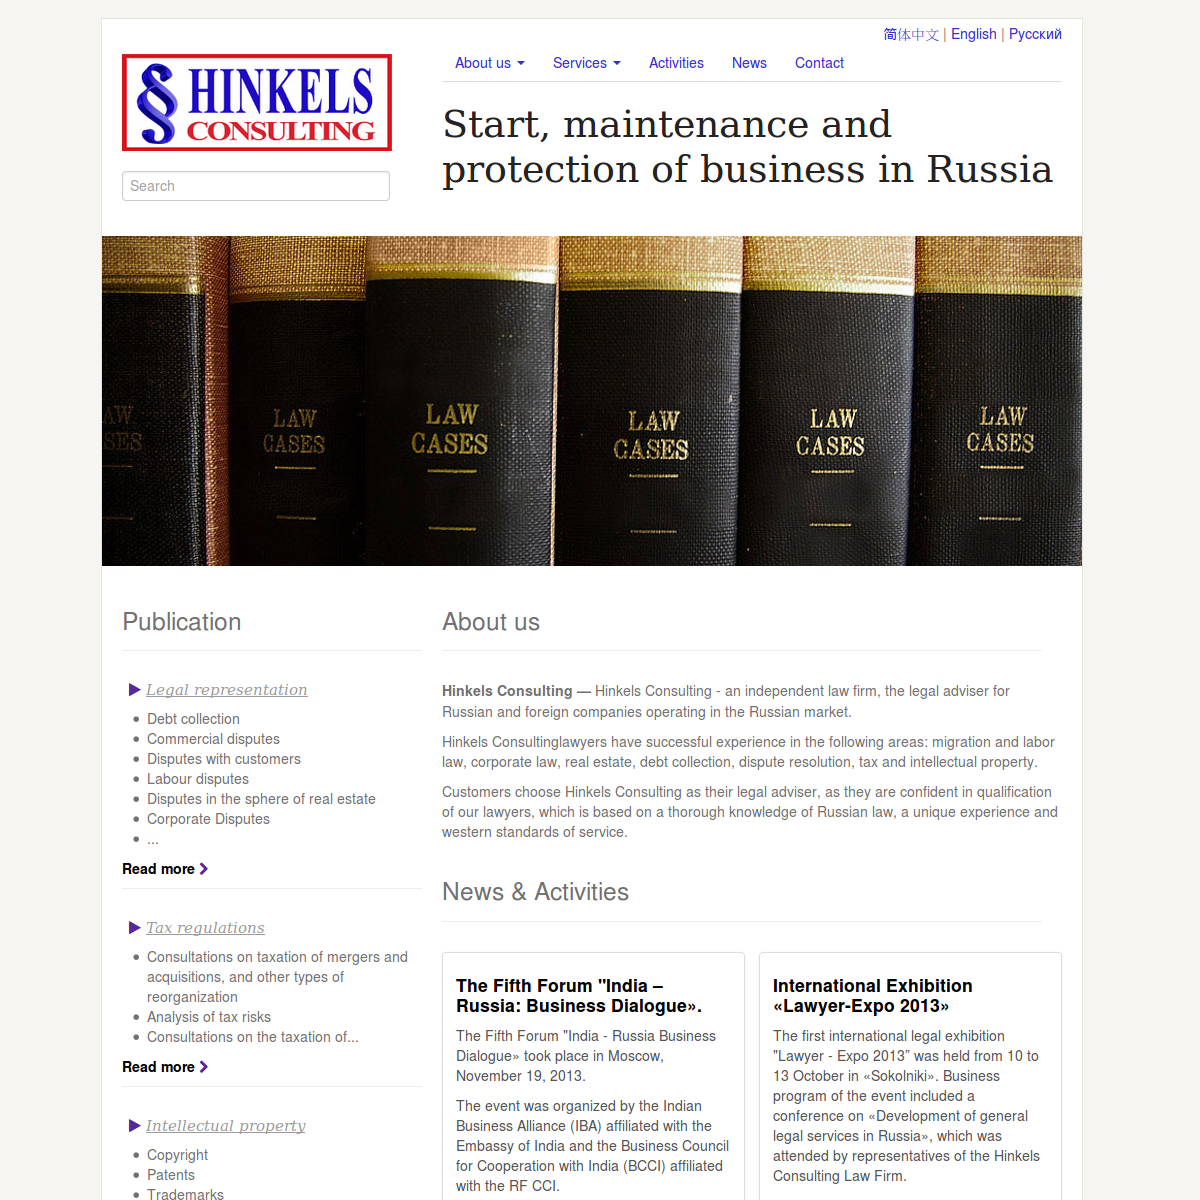 简体中文 | English | Русский
HINKELS
CONSULTING
About us
Services
Activities
News
Contact
Start, maintenance and
protection of business in Russia
Search
AW
SES
LAW
CASES
LAW
CASES
LAW
CASES
LAW
CASES
LAW
CASES
Publication
Legal representation
• Debt collection
• Commercial disputes
• Disputes with customers
• Labour disputes
• Disputes in the sphere of real estate
• Corporate Disputes
• ...
Read more
Tax regulations
• Consultations on taxation of mergers and
acquisitions, and other types of
reorganization
• Analysis of tax risks
• Consultations on the taxation of...
Read more
Intellectual property
• Copyright
• Patents
• Trademarks
About us
Hinkels Consulting — Hinkels Consulting - an independent law firm, the legal adviser for
Russian and foreign companies operating in the Russian market.
Hinkels Consultinglawyers have successful experience in the following areas: migration and labor
law, corporate law, real estate, debt collection, dispute resolution, tax and intellectual property.
Customers choose Hinkels Consulting as their legal adviser, as they are confident in qualification
of our lawyers, which is based on a thorough knowledge of Russian law, a unique experience and
western standards of service.
News & Activities
The Fifth Forum "India –
Russia: Business Dialogue».
The Fifth Forum "India - Russia Business
Dialogue» took place in Moscow,
November 19, 2013.
The event was organized by the Indian
Business Alliance (IBA) affiliated with the
Embassy of India and the Business Council
for Cooperation with India (BCCI) affiliated
with the RF CCI.
International Exhibition
«Lawyer-Expo 2013»
The first international legal exhibition
"Lawyer - Expo 2013” was held from 10 to
13 October in «Sokolniki». Business
program of the event included a
conference on «Development of general
legal services in Russia», which was
attended by representatives of the Hinkels
Consulting Law Firm.